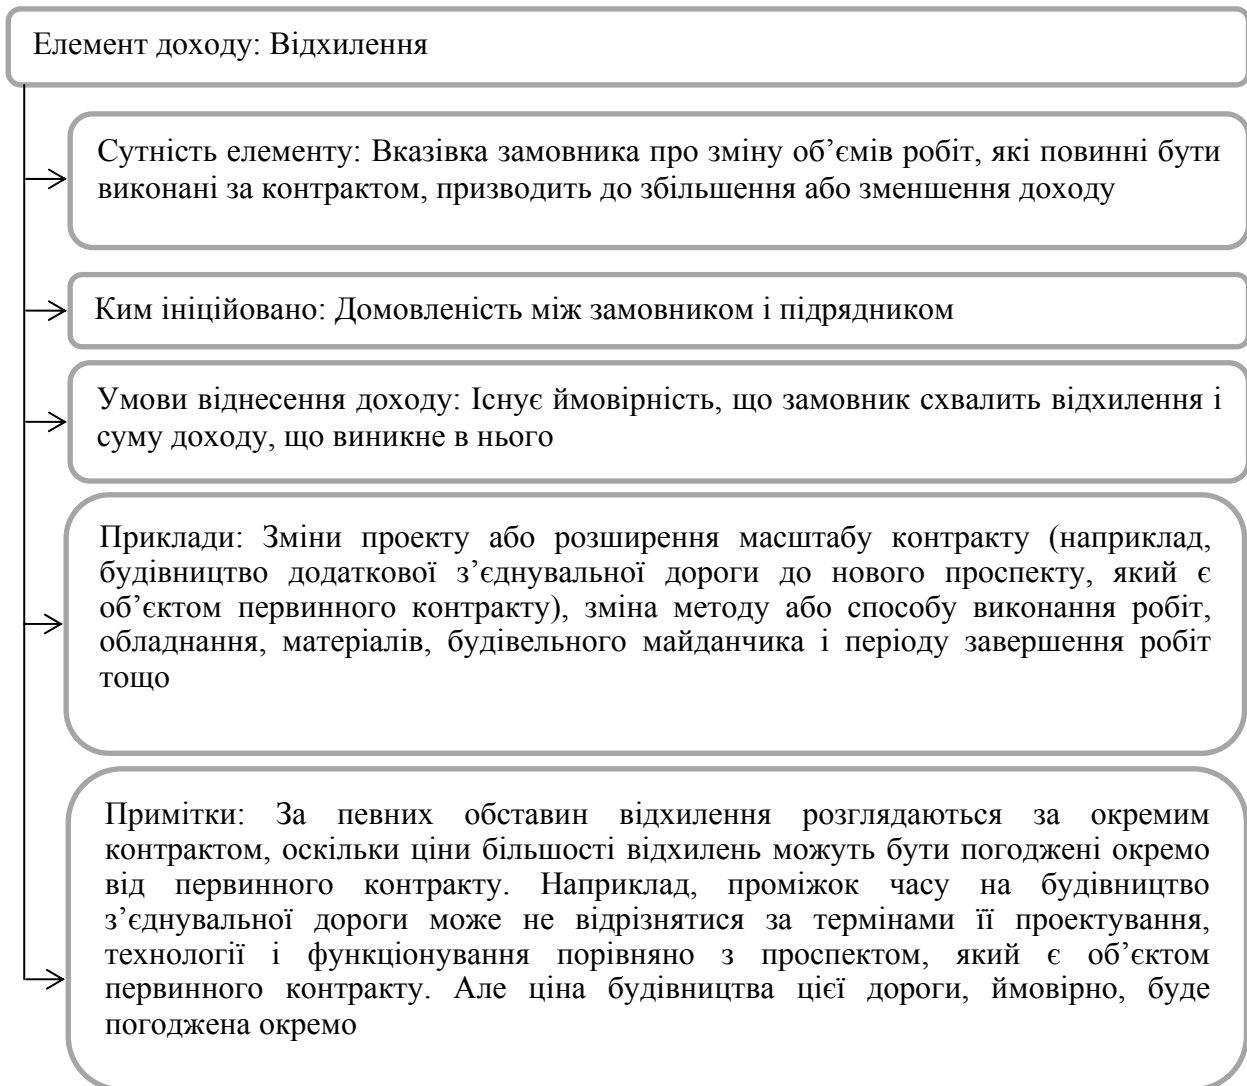 Елемент доходу: Відхилення
Сутність елементу: Вказівка замовника про зміну об’ємів робіт, які повинні бути
виконані за контрактом, призводить до збільшення або зменшення доходу
Ким ініційовано: Домовленість між замовником і підрядником
Умови віднесення доходу: Існує ймовірність, що замовник схвалить відхилення і
суму доходу, що виникне в нього
Приклади: Зміни проекту або розширення масштабу контракту (наприклад,
будівництво додаткової з’єднувальної дороги до нового проспекту, який є
об’єктом первинного контракту), зміна методу або способу виконання робіт,
обладнання, матеріалів, будівельного майданчика і періоду завершення робіт
тощо
Примітки: За певних обставин відхилення розглядаються за окремим
контрактом, оскільки ціни більшості відхилень можуть бути погоджені окремо
від первинного контракту. Наприклад, проміжок часу на будівництво
з’єднувальної дороги може не відрізнятися за термінами її проектування,
технології і функціонування порівняно з проспектом, який є об’єктом
первинного контракту. Але ціна будівництва цієї дороги, ймовірно, буде
погоджена окремо